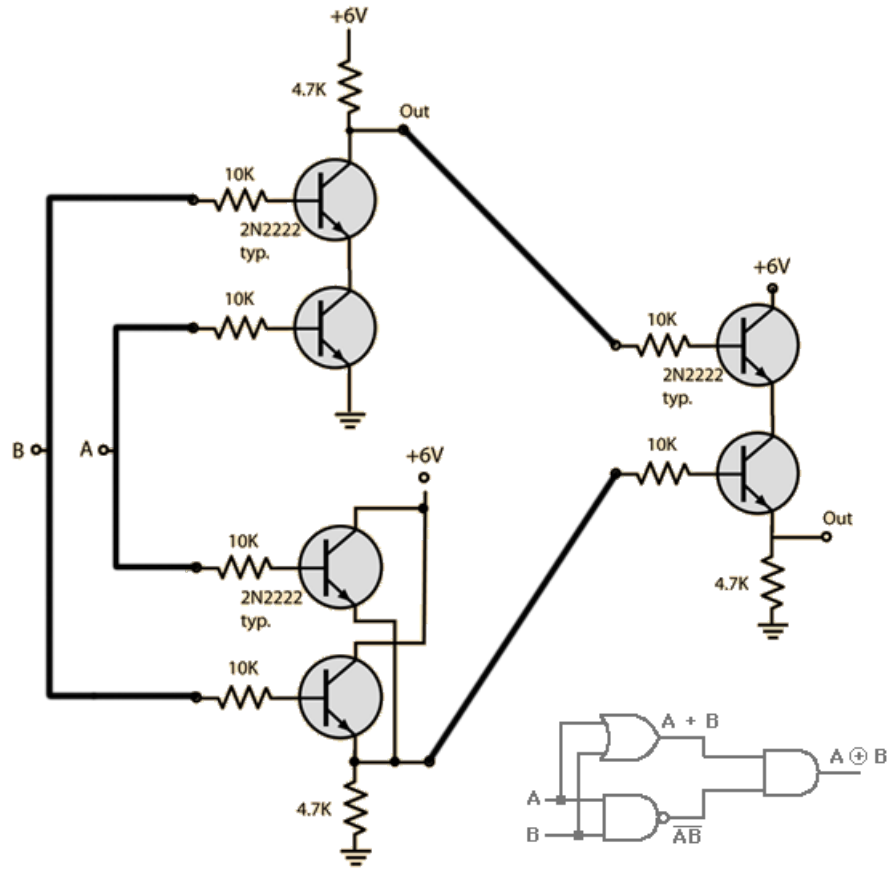 +6V
4.7K
Out
10K
2N2222
typ.
10K
+6V
10K
2N2222
typ.
10K
B
A
+6V
10K
2N2222
typ.
10K
Out
4.7K
4.7K
A + B
A ⊕ B
A
B
A̅B̅